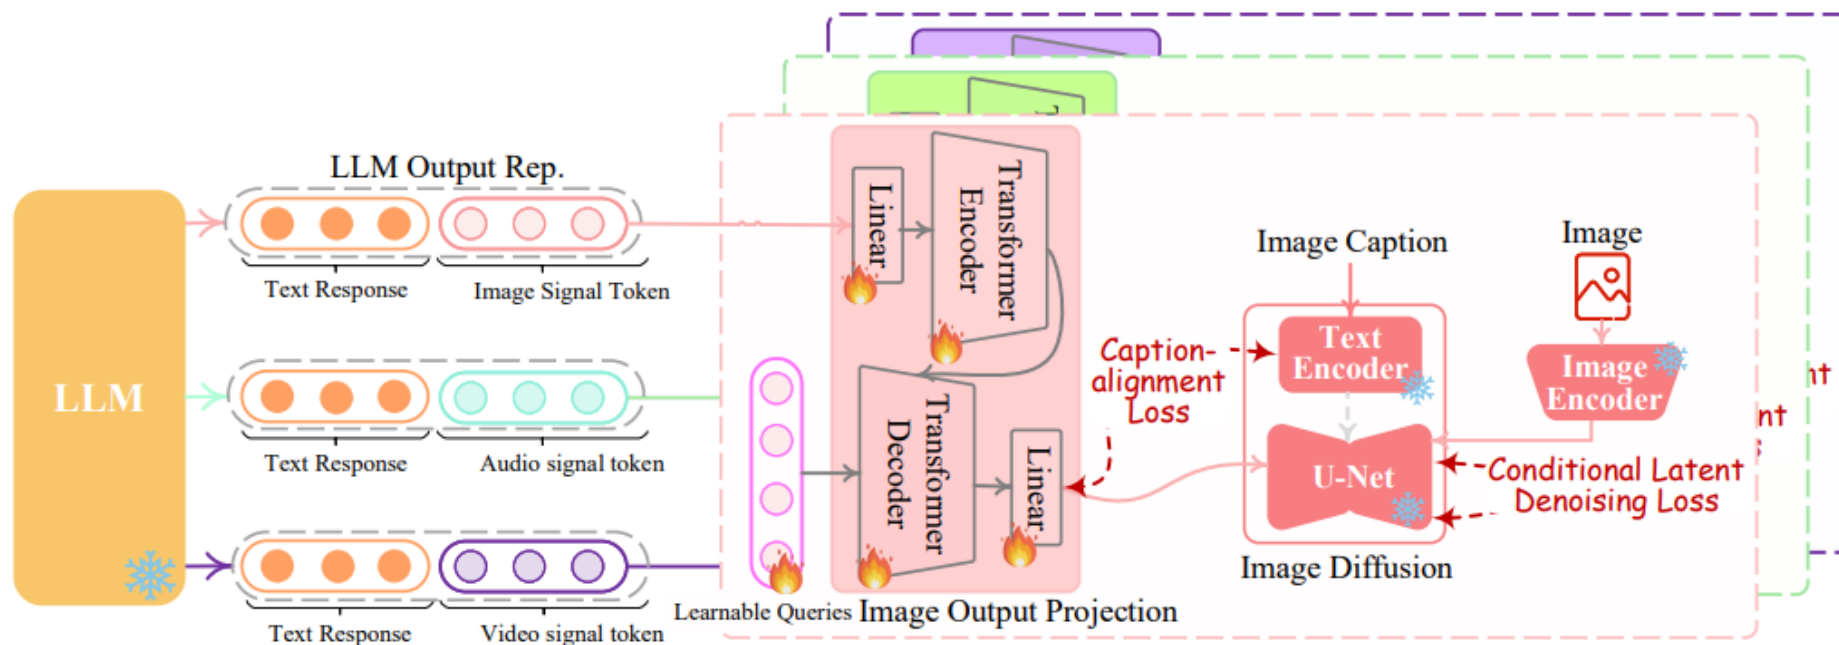 LLM
LLM Output Rep.
Text Response
Image Signal Token
Text Response
Audio signal token
Text Response
Video signal token
Learnable Queries
Linear
Transformer
Encoder
Transformer
Decoder
Linear
Image Output Projection
Caption-
alignment
Loss
Image Caption
Text
Encoder
U-Net
Image Diffusion
Image
Image
Encoder
Conditional Latent
Denoising Loss
nt
nt